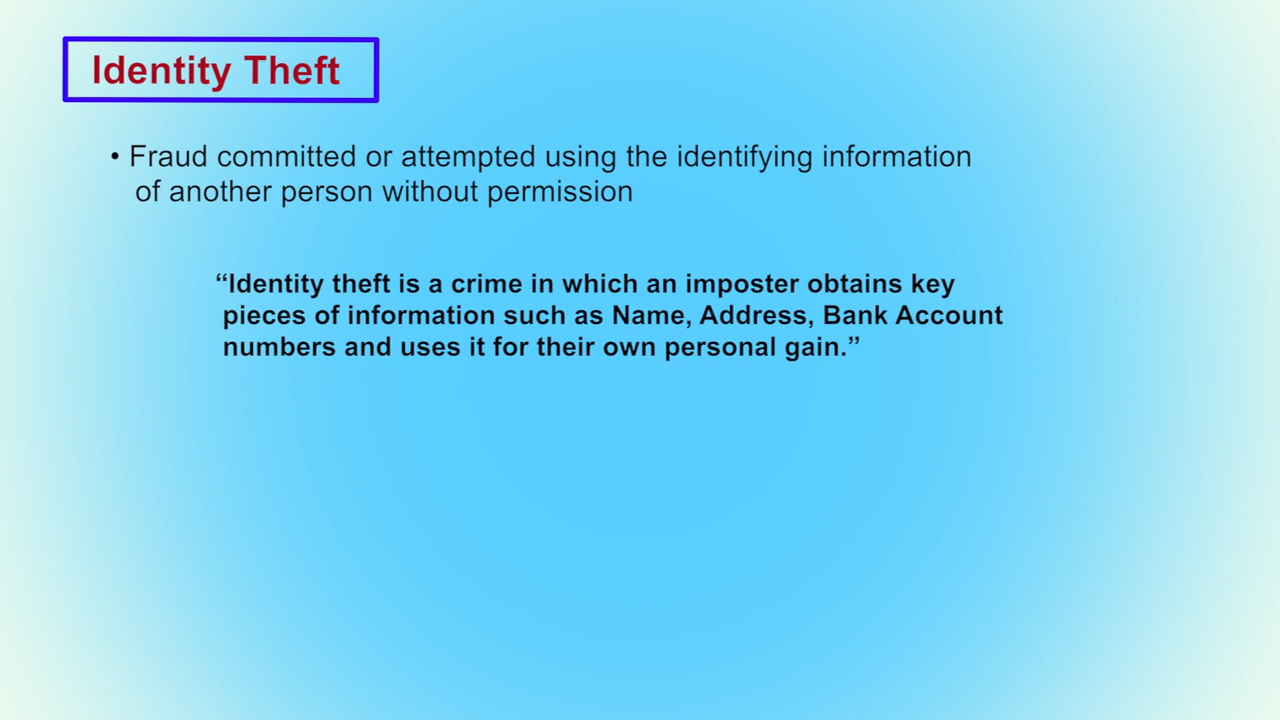 Identity Theft
• Fraud committed or attempted using the identifying information
of another person without permission
“Identity theft is a crime in which an imposter obtains key
pieces of information such as Name, Address, Bank Account
numbers and uses it for their own personal gain.”